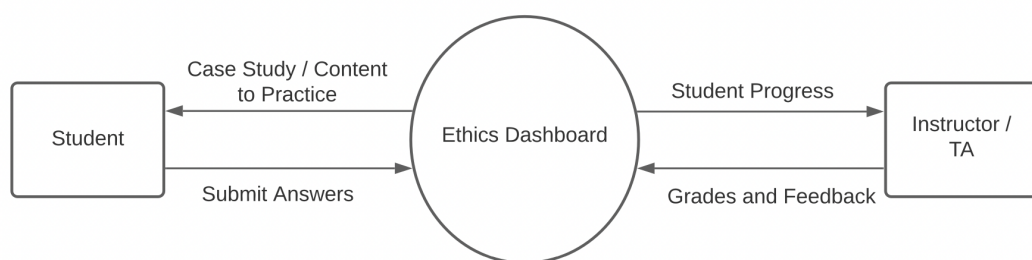 Case Study / Content
to Practice
Student Progress
Student
Ethics Dashboard
Instructor /
TA
Submit Answers
Grades and Feedback